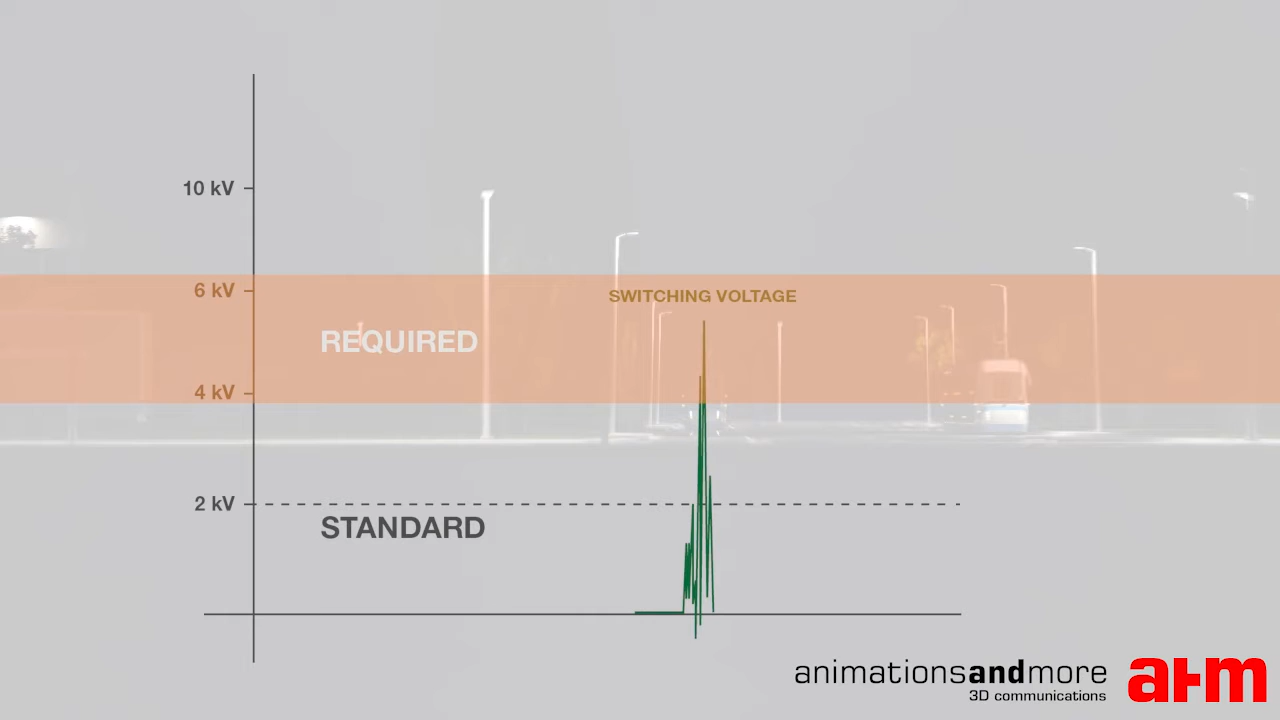 10 kV
6 kV
SWITCHING VOLTAGE
REQUIRED
4 kV
2 kV
STANDARD
animationsandmore
3D communications
a+m